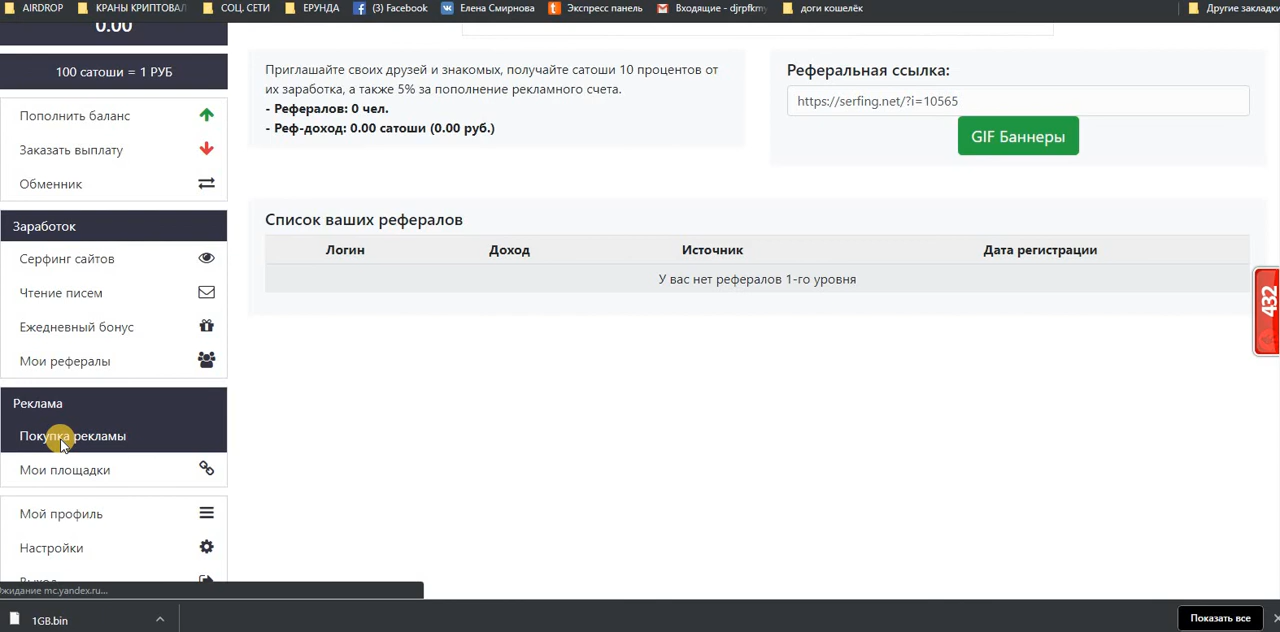 AIRDROP КРАНЫ КРИПТОВАЛ СОЦ. СЕТИ ЕРУНДА (3) Facebook Елена Смирнова Экспресс панель Входящие - djrpfkmy доги кошелёк Другие закладки
0.00
100 сатоши = 1 РУБ
Пополнить баланс
Заказать выплату
Обменник
Заработок
Серфинг сайтов
Чтение писем
Ежедневный бонус
Мои рефералы
Реклама
Покупка рекламы
Мои площадки
Мой профиль
Настройки
Выход
Приглашайте своих друзей и знакомых, получайте сатоши 10 процентов от
их заработка, а также 5% за пополнение рекламного счета.
- Рефералов: 0 чел.
- Реф-доход: 0.00 сатоши (0.00 руб.)
Реферальная ссылка:
https://serfing.net/?i=10565
GIF Баннеры
Список ваших рефералов
Логин Доход Источник Дата регистрации
У вас нет рефералов 1-го уровня
432
Ожидание mc.yandex.ru...
1GB.bin
Показать все